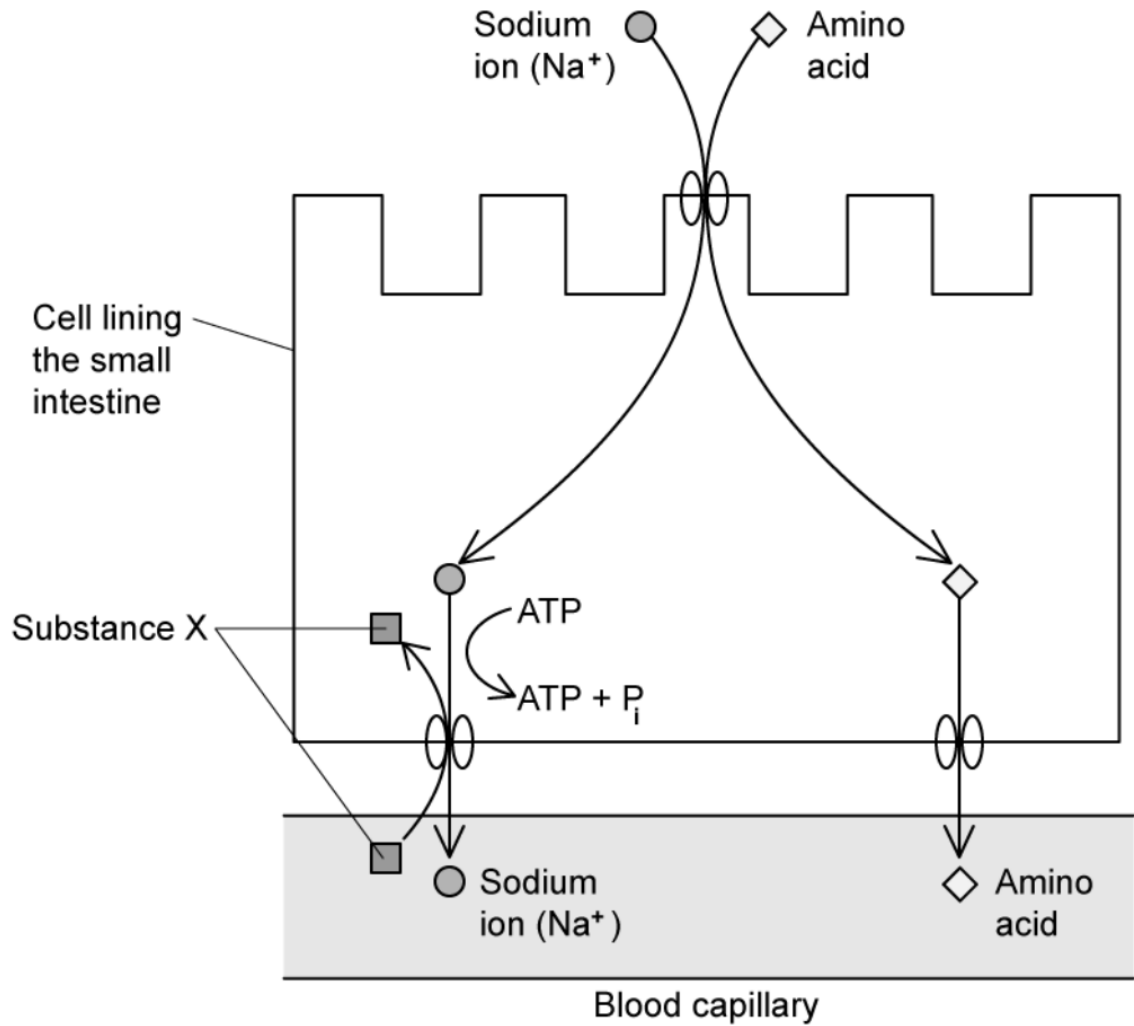 Sodium
ion (Na⁺)
Amino
acid
Cell lining
the small
intestine
Substance X
ATP
ATP + Pᵢ
Sodium
ion (Na⁺)
Amino
acid
Blood capillary